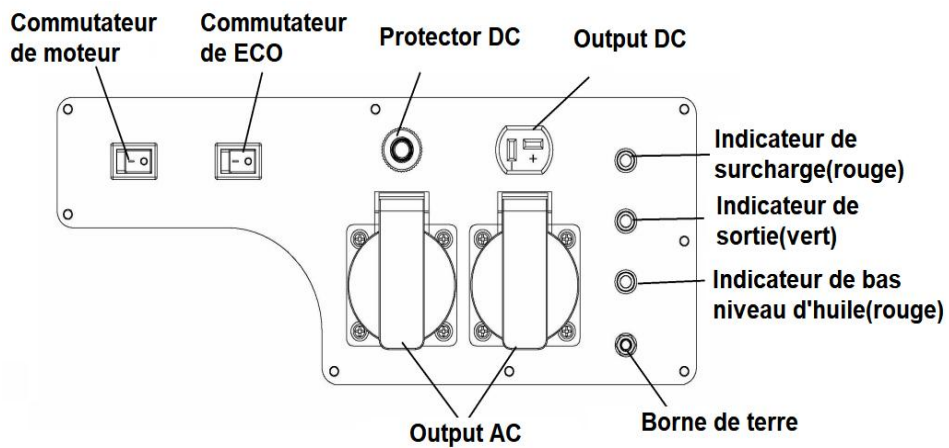 Commutateur
de moteur
Commutateur
de ECO
Protector DC
Output DC
Indicateur de
surcharge(rouge)
Indicateur de
sortie(vert)
Indicateur de bas
niveau d'huile(rouge)
Borne de terre
Output AC